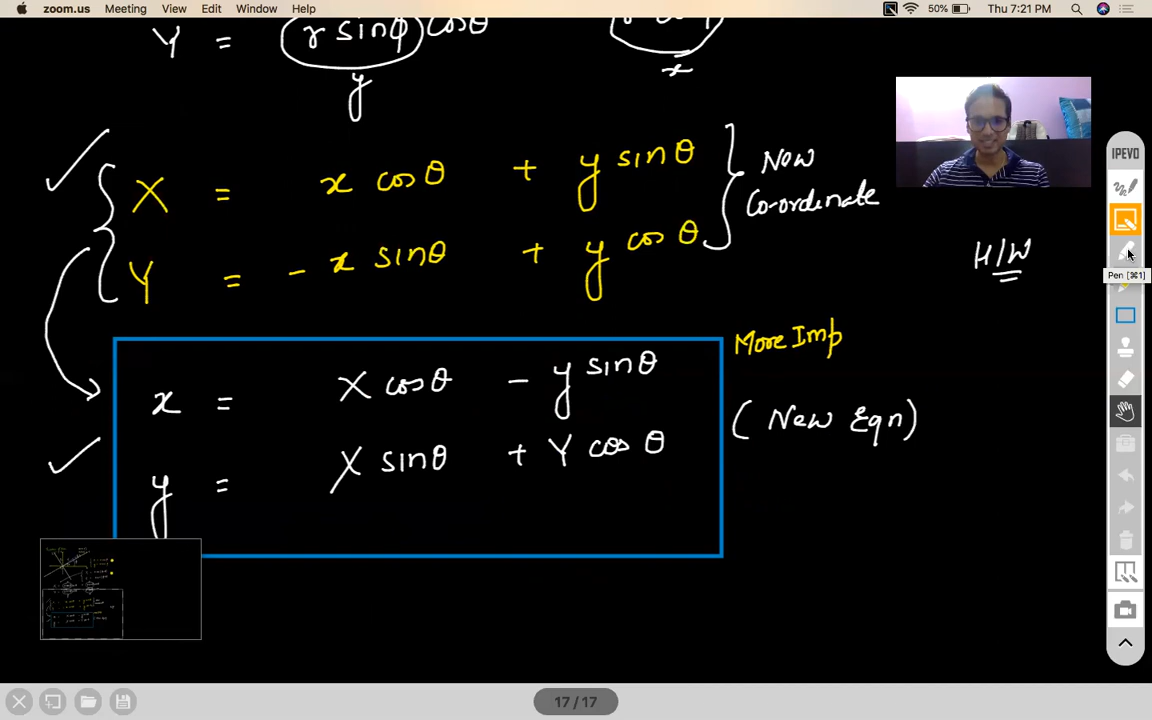 zoom.us Meeting View Edit Window Help 50% Thu 7:21 PM
Y = (r sinφ) cosθ
y x
X = x cosθ + y sinθ
Y = - x sinθ + y cosθ
New
Co-ordinate
H/W
IPEVO
Pen [⌘1]
More Imp
x = X cosθ - y sinθ
y = X sinθ + Y cosθ
(New Eqn)
17 / 17